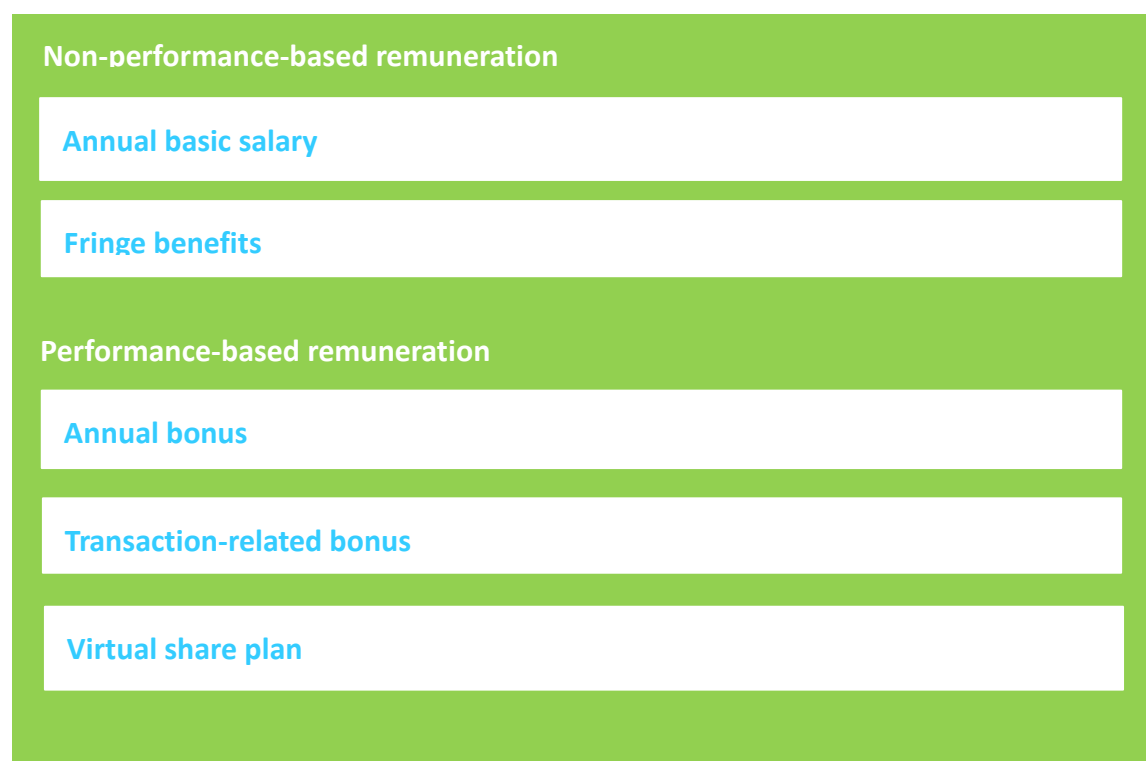 Non-performance-based remuneration
Annual basic salary
Fringe benefits
Performance-based remuneration
Annual bonus
Transaction-related bonus
Virtual share plan